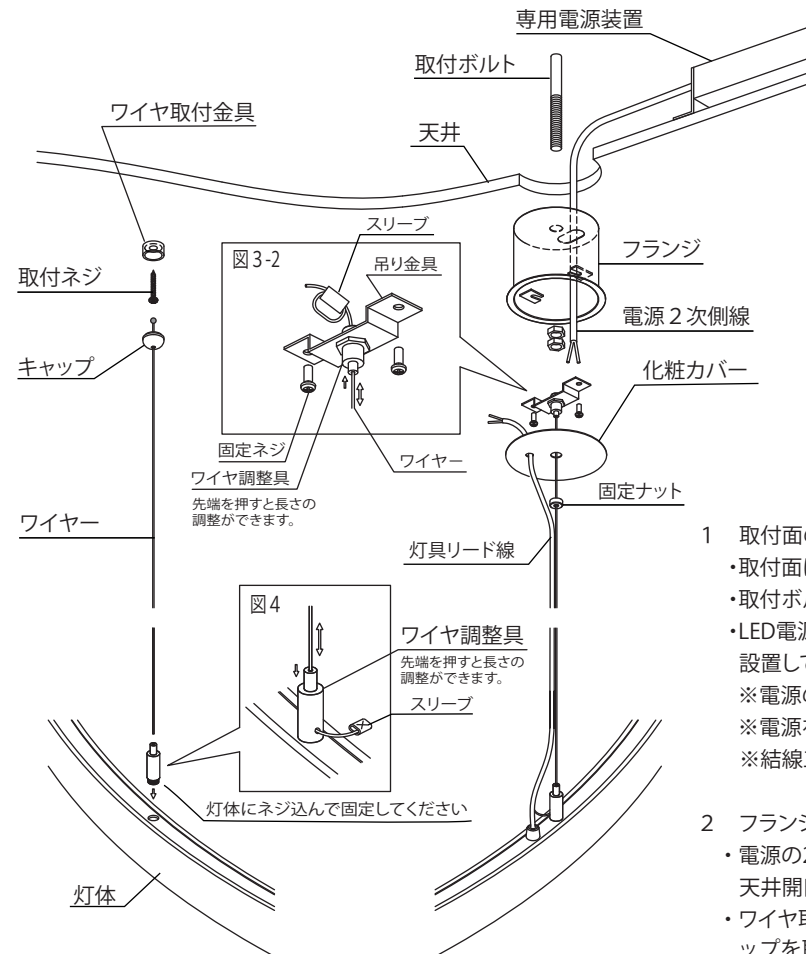 専用電源装置
取付ボルト
ワイヤ取付金具
天井
スリーブ
図3-2
吊り金具
フランジ
取付ネジ
電源2次側線
キャップ
化粧カバー
固定ネジ
ワイヤー
ワイヤ調整具
先端を押すと長さの
調整ができます。
固定ナット
ワイヤー
灯具リード線
図4
ワイヤ調整具
先端を押すと長さの
調整ができます。
スリーブ
灯体にネジ込んで固定してください
灯体
1 取付面の
・取付面に
・取付ボル
・LED電源
設置して
※電源の
※電源を
※結線
2 フランジ
・電源の2
天井開
・ワイヤ取
ップを取